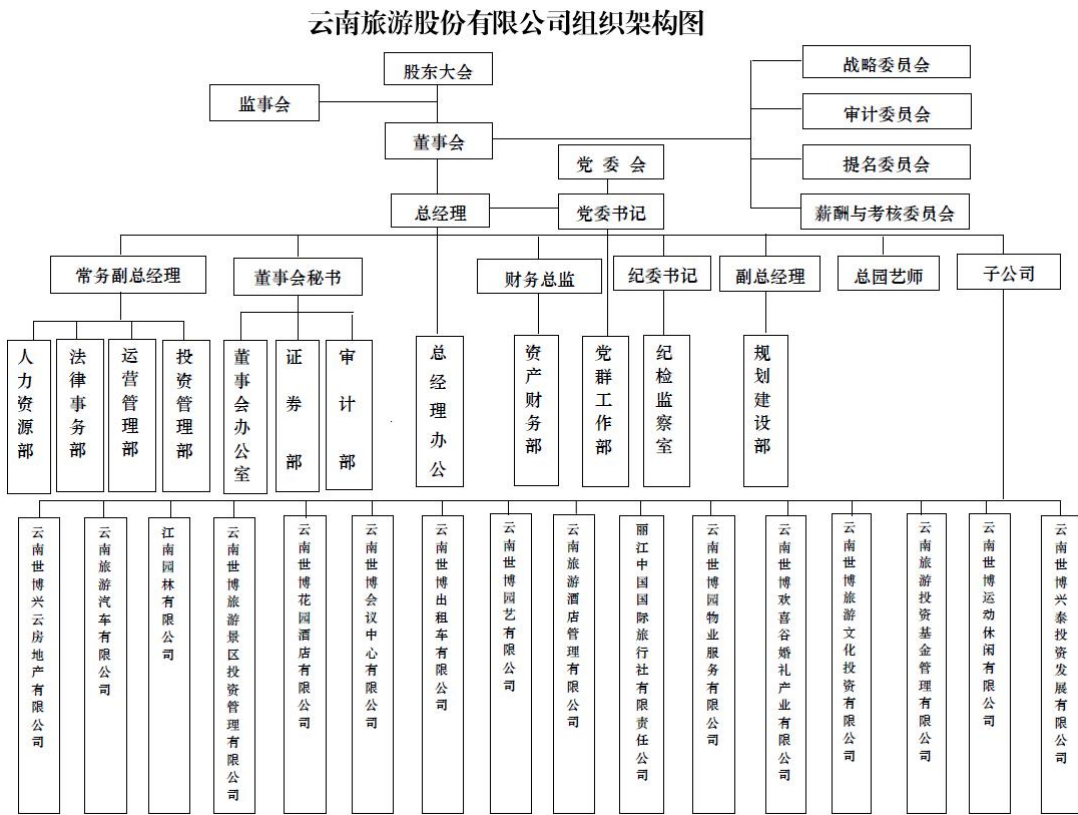 云南旅游股份有限公司组织架构图
股东大会
战略委员会
监事会
审计委员会
董事会
党委会
提名委员会
总经理
党委书记
薪酬与考核委员会
常务副总经理
董事会秘书
财务总监
纪委书记
副总经理
总园艺师
子公司
人力资源部
法律事务部
运营管理部
投资管理部
董事会办公室
证券部
审计部
总经理办公
资产财务部
党群工作部
纪检监察室
规划建设部
云南世博兴云房地产有限公司
云南旅游汽车有限公司
江南园林有限公司
云南世博旅游景区投资管理有限公司
云南世博花园酒店有限公司
云南世博会议中心有限公司
云南世博出租车有限公司
云南世博园艺有限公司
云南旅游酒店管理有限公司
丽江中国国际旅行社有限责任公司
云南世博园物业服务有限公司
云南世博欢喜谷婚礼产业有限公司
云南世博旅游文化投资有限公司
云南旅游投资基金管理有限公司
云南世博运动休闲有限公司
云南世博兴泰投资发展有限公司